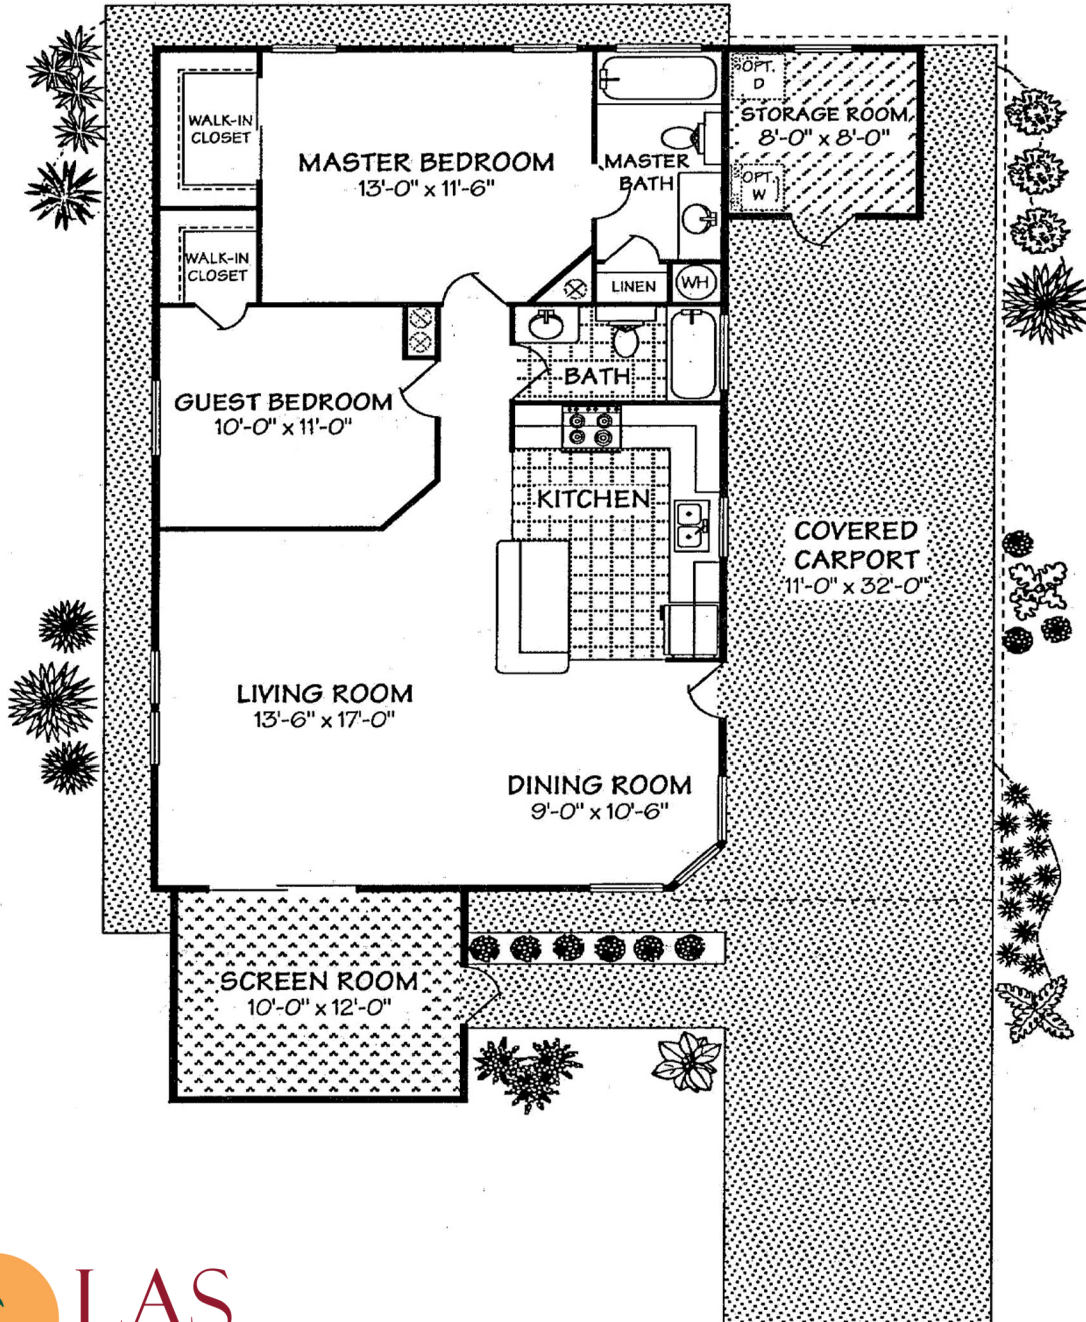 WALK-IN
CLOSET
MASTER BEDROOM
13'-0" x 11'-6"
MASTER
BATH
OPT.
D
STORAGE ROOM
8'-0" x 8'-0"
OPT.
W
WALK-IN
CLOSET
LINEN
WH
GUEST BEDROOM
10'-0" x 11'-0"
BATH
KITCHEN
COVERED
CARPORT
11'-0" x 32'-0"
LIVING ROOM
13'-6" x 17'-0"
DINING ROOM
9'-0" x 10'-6"
SCREEN ROOM
10'-0" x 12'-0"
LAS